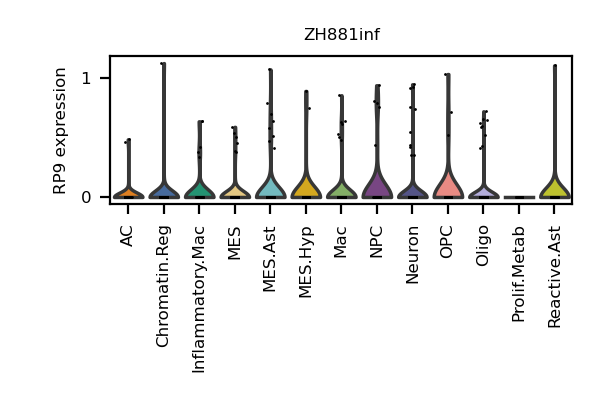 ZH881inf
RP9 expression
1
0
AC
Chromatin.Reg
Inflammatory.Mac
MES
MES.Ast
MES.Hyp
Mac
NPC
Neuron
OPC
Oligo
Prolif.Metab
Reactive.Ast